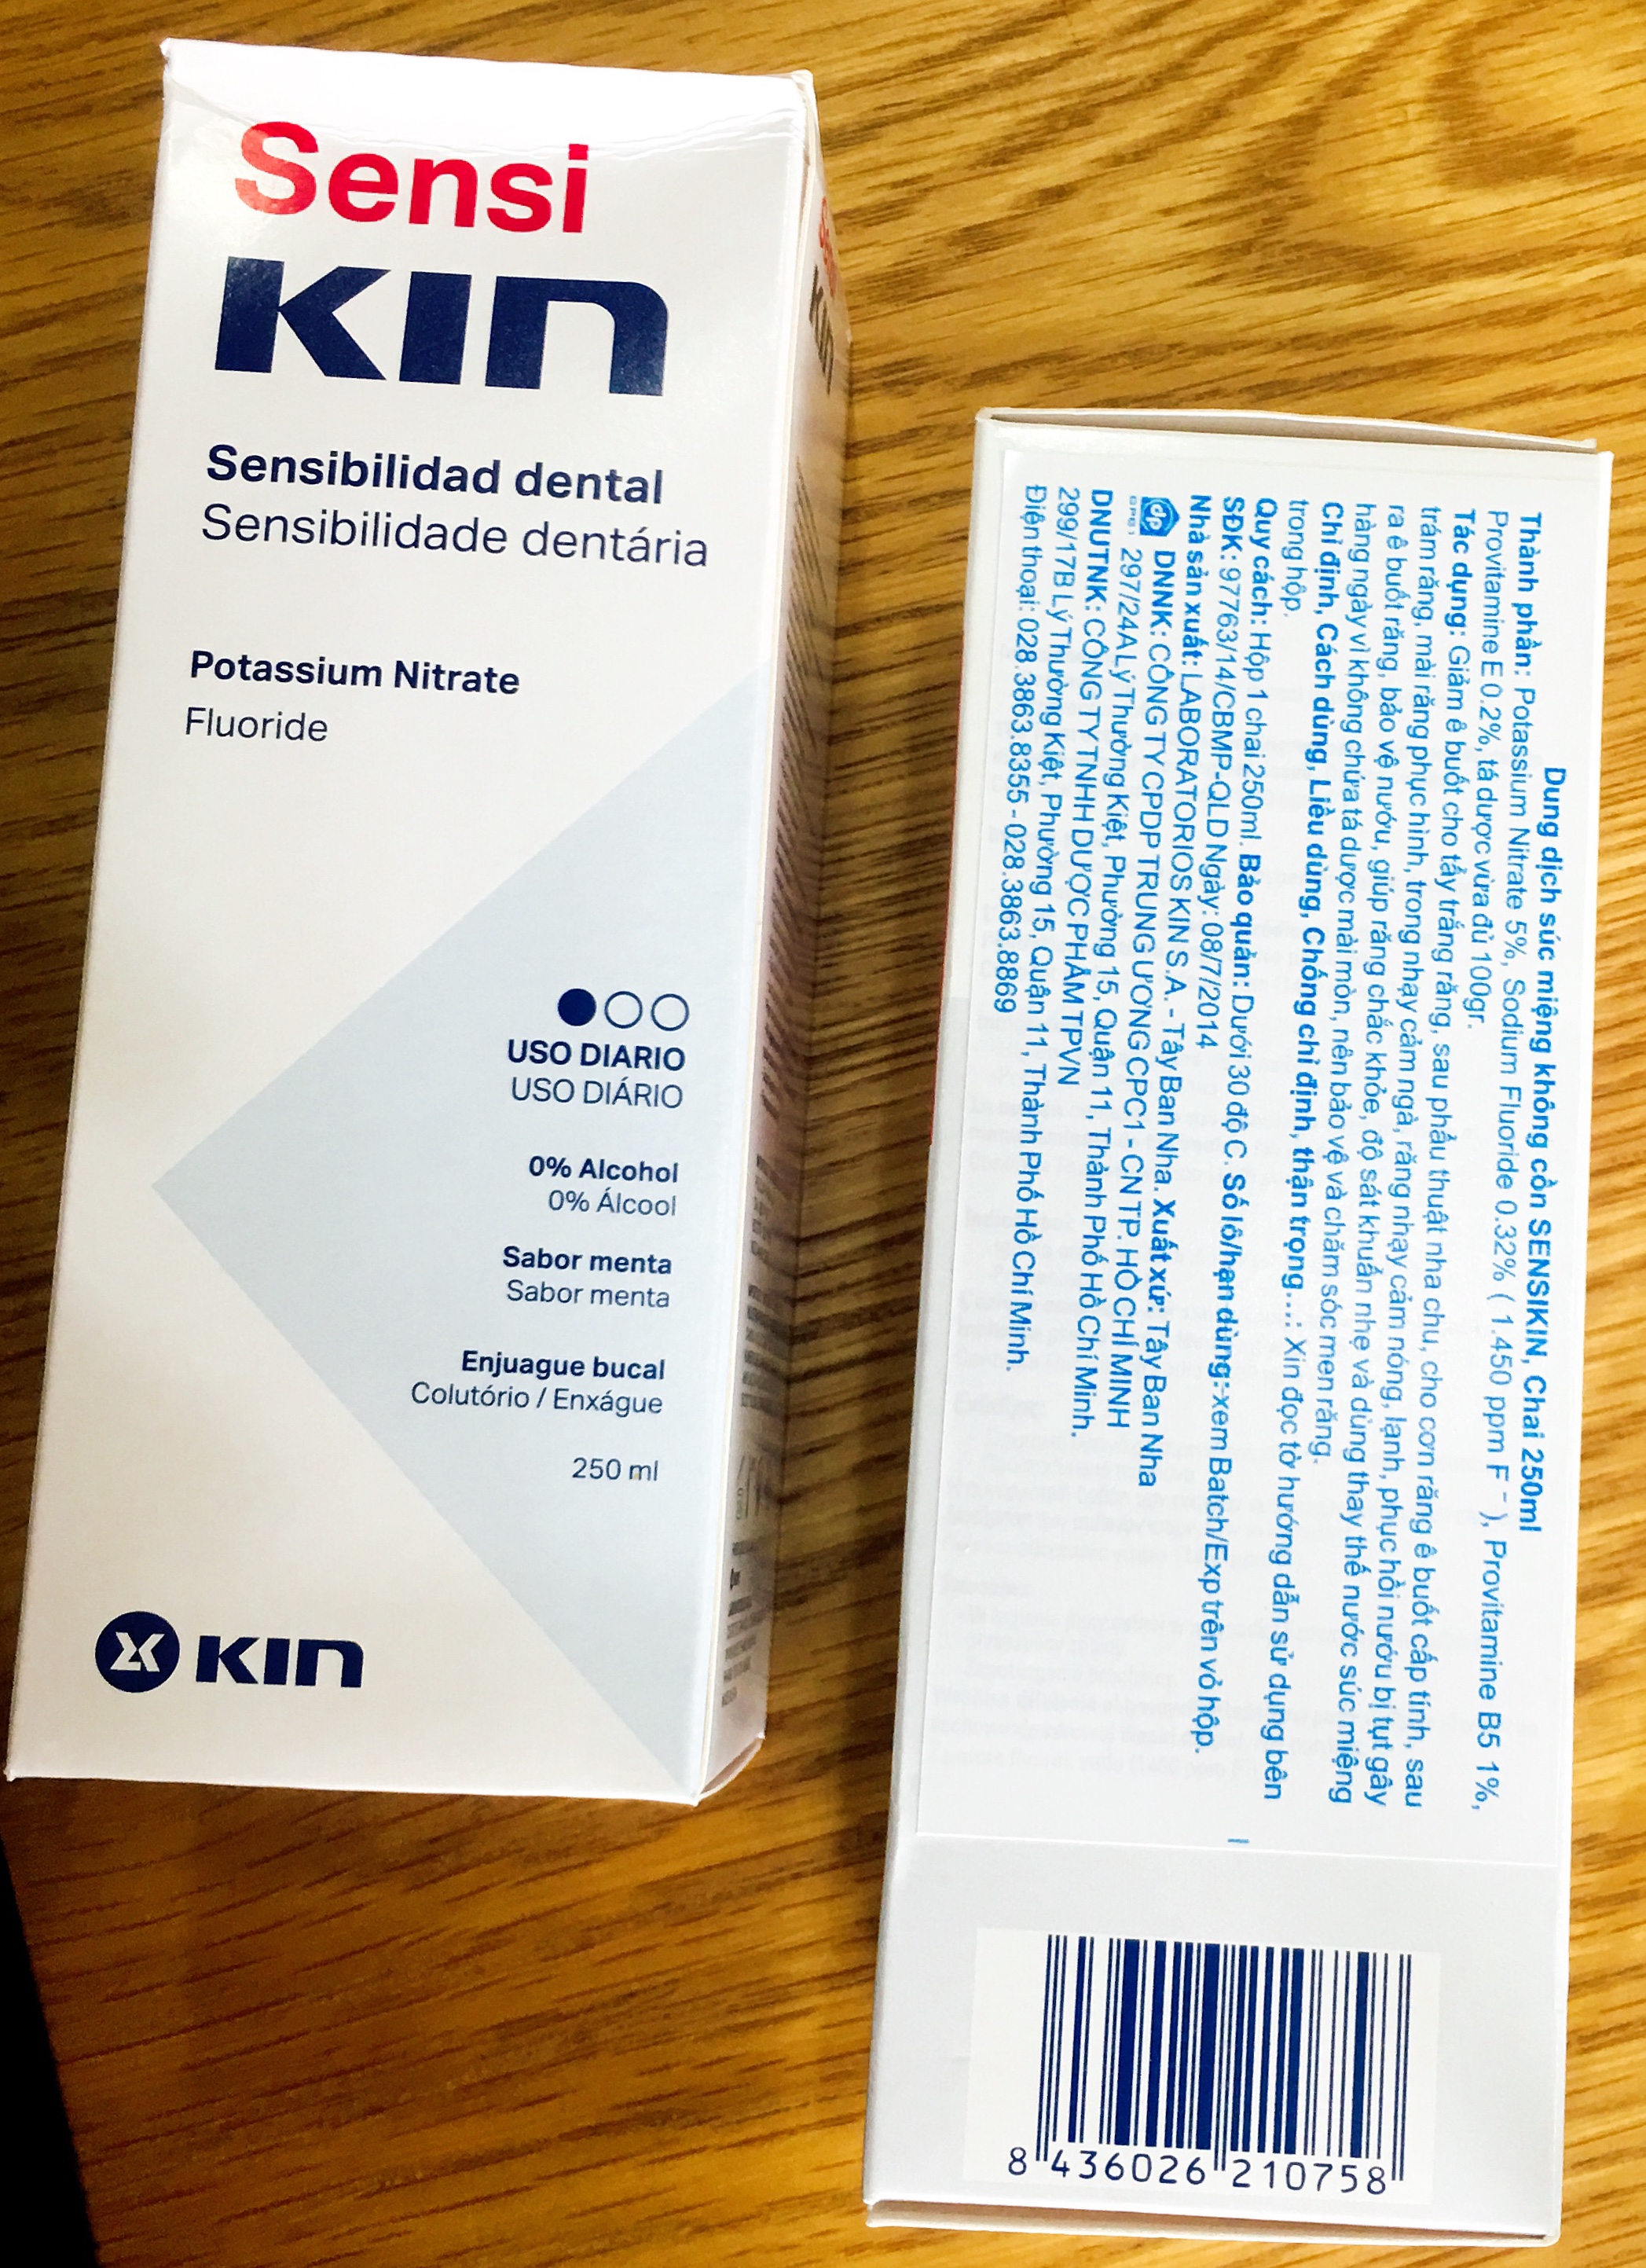 Sensi
KIN
Sensibilidad dental
Sensibilidade dentária
Potassium Nitrate
Fluoride
USO DIARIO
USO DIÁRIO
0% Alcohol
0% Álcool
Sabor menta
Sabor menta
Enjuague bucal
Colutório / Enxágue
250 ml
KIN
Sensi
KIN
Dung dịch súc miệng không cồn SENSIKIN, Chai 250ml
Thành phần: Potassium Nitrate 5%, Sodium Fluoride 0.32% ( 1.450 ppm F⁻ ), Provitamine B5 1%,
Provitamine E 0.2%, tá dược vừa đủ 100gr.
Tác dụng: Giảm ê buốt cho tẩy trắng răng, sau phẫu thuật nha chu, cho cơn răng ê buốt cấp tính, sau
trám răng, mài răng phục hình, trong nhạy cảm ngà, răng nhạy cảm nóng, lạnh, phục hồi nướu bị tụt gây
ra ê buốt răng, bảo vệ nướu, giúp răng chắc khỏe, độ sát khuẩn nhẹ và dùng thay thế nước súc miệng
hàng ngày vì không chứa tá dược mài mòn, nên bảo vệ và chăm sóc men răng.
Chỉ định, Cách dùng, Liều dùng, Chống chỉ định, thận trọng ...: Xin đọc tờ hướng dẫn sử dụng bên
trong hộp.
Quy cách: Hộp 1 chai 250ml. Bảo quản: Dưới 30 độ C. Số lô/hạn dùng: xem Batch/Exp trên vỏ hộp.
SĐK: 97763/14/CBMP-QLD Ngày: 08/7/2014
Nhà sản xuất: LABORATORIOS KIN S.A. - Tây Ban Nha. Xuất xứ: Tây Ban Nha
dp DNNK: CÔNG TY CPDP TRUNG ƯƠNG CPC1 - CN TP. HỒ CHÍ MINH
CPC1 297/24A Lý Thường Kiệt, Phường 15, Quận 11, Thành Phố Hồ Chí Minh.
DNUTNK: CÔNG TY TNHH DƯỢC PHẨM TPVN
299/17B Lý Thường Kiệt, Phường 15, Quận 11, Thành Phố Hồ Chí Minh.
Điện thoại: 028.3863.8355 - 028.3863.8869
8 436026 210758